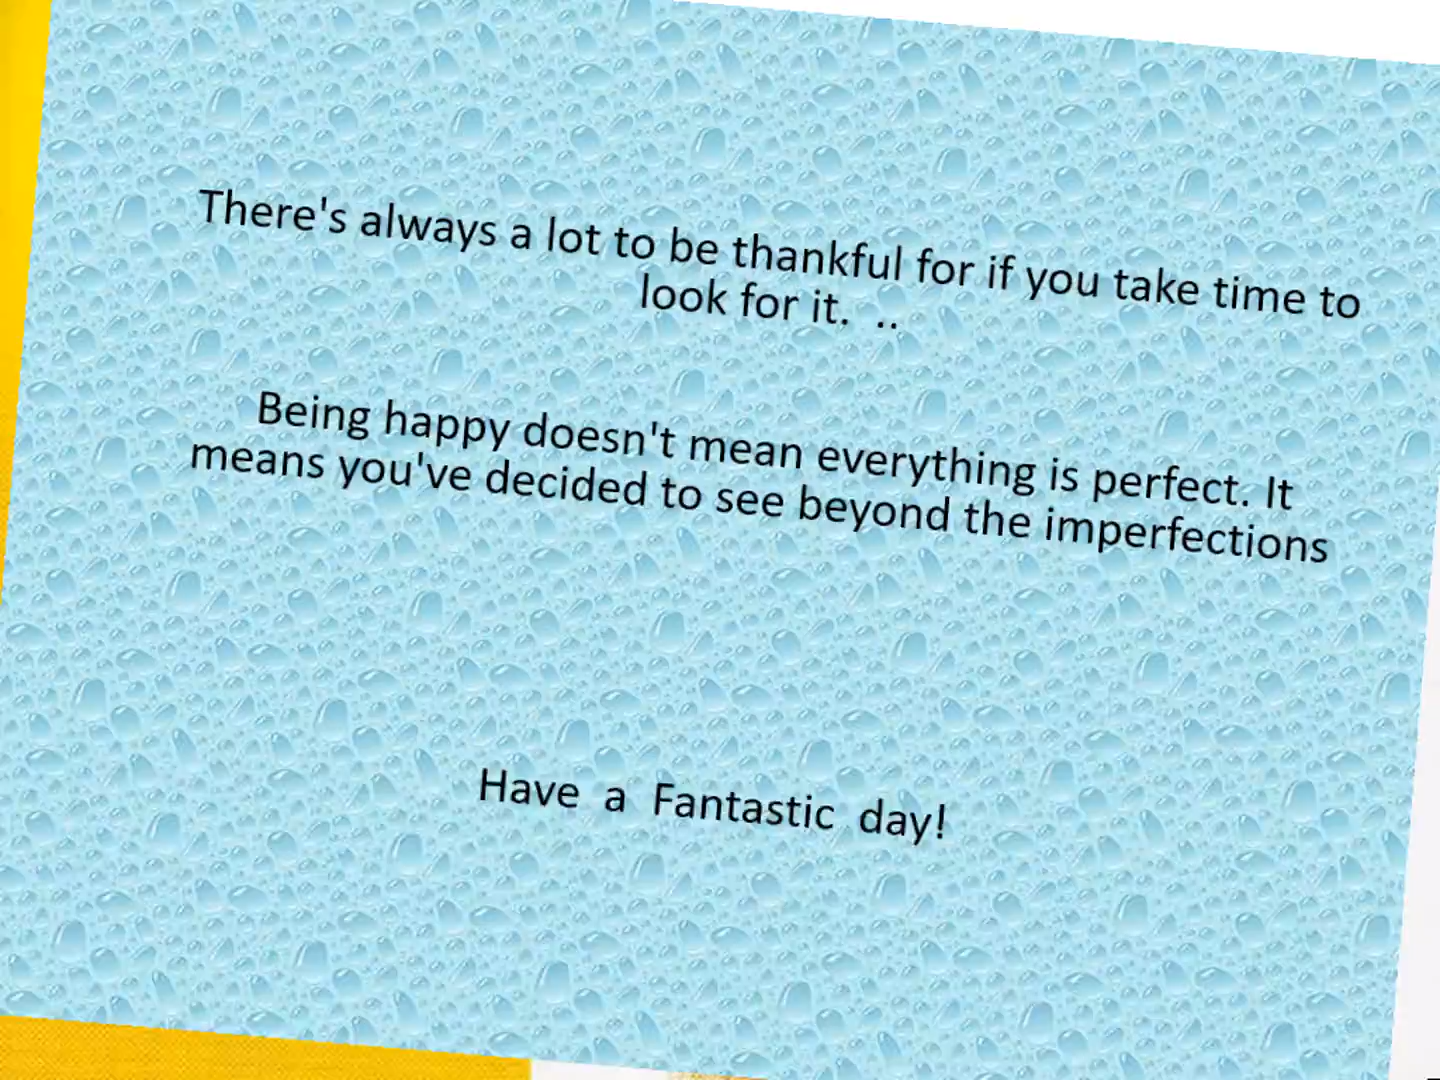 There's always a lot to be thankful for if you take time to
look for it.  ..
Being happy doesn't mean everything is perfect. It
means you've decided to see beyond the imperfections
Have  a  Fantastic  day!